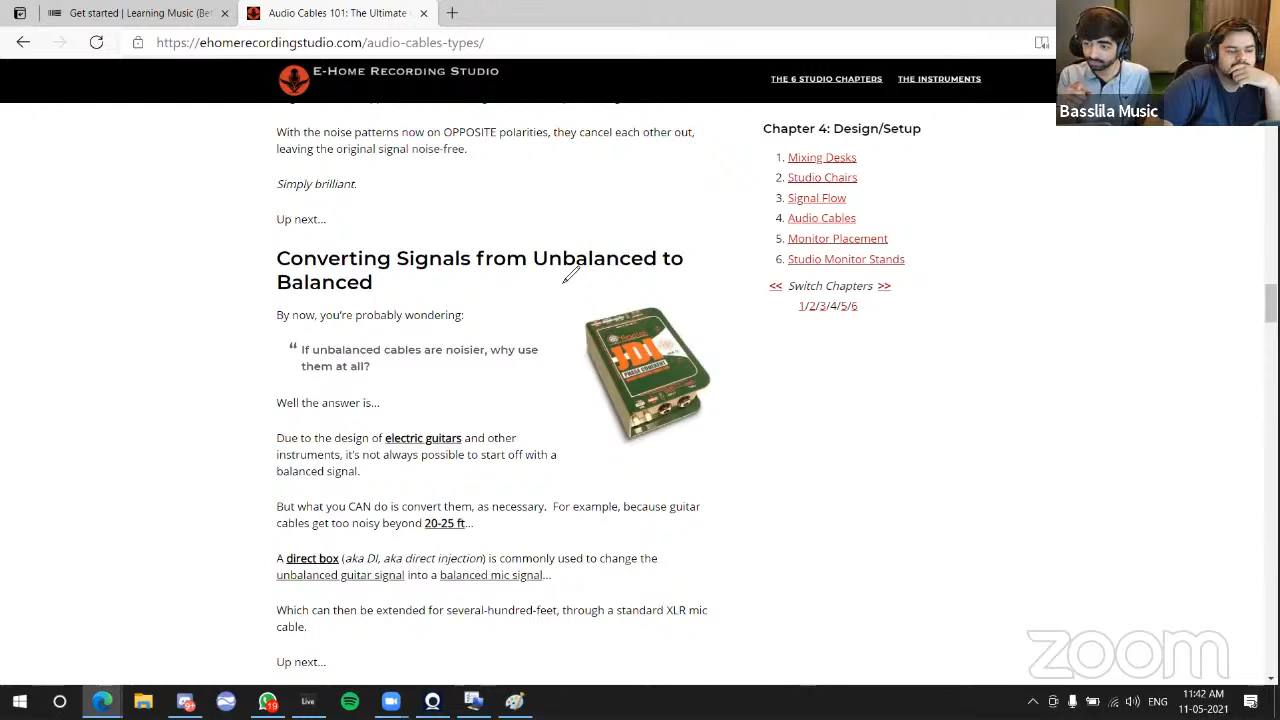 Get started | Learning Music (Bet
Audio Cables 101: The Ultimate G
https://ehomerecordingstudio.com/audio-cables-types/
E-Home Recording Studio
THE 6 STUDIO CHAPTERS
THE INSTRUMENTS
Basslila Music
With the noise patterns now on OPPOSITE polarities, they cancel each other out,
leaving the original signal noise-free.
Simply brilliant.
Up next...
Converting Signals from Unbalanced to
Balanced
By now, you're probably wondering:
“ If unbalanced cables are noisier, why use
them at all?
Well the answer is...
Due to the design of electric guitars and other
instruments, it's not always possible to start off with a
balanced signal.
But what you CAN do is convert them, as necessary. For example, because guitar
cables get too noisy beyond 20-25 ft...
A direct box (aka DI, aka direct injection) is commonly used to change the
unbalanced guitar signal into a balanced mic signal...
Which can then be extended for several-hundred-feet, through a standard XLR mic
cable.
Up next...
JDI
Chapter 4: Design/Setup
1. Mixing Desks
2. Studio Chairs
3. Signal Flow
4. Audio Cables
5. Monitor Placement
6. Studio Monitor Stands
<< Switch Chapters >>
1/2/3/4/5/6
zoom
9+
19
Live
ENG
11:42 AM
11-05-2021